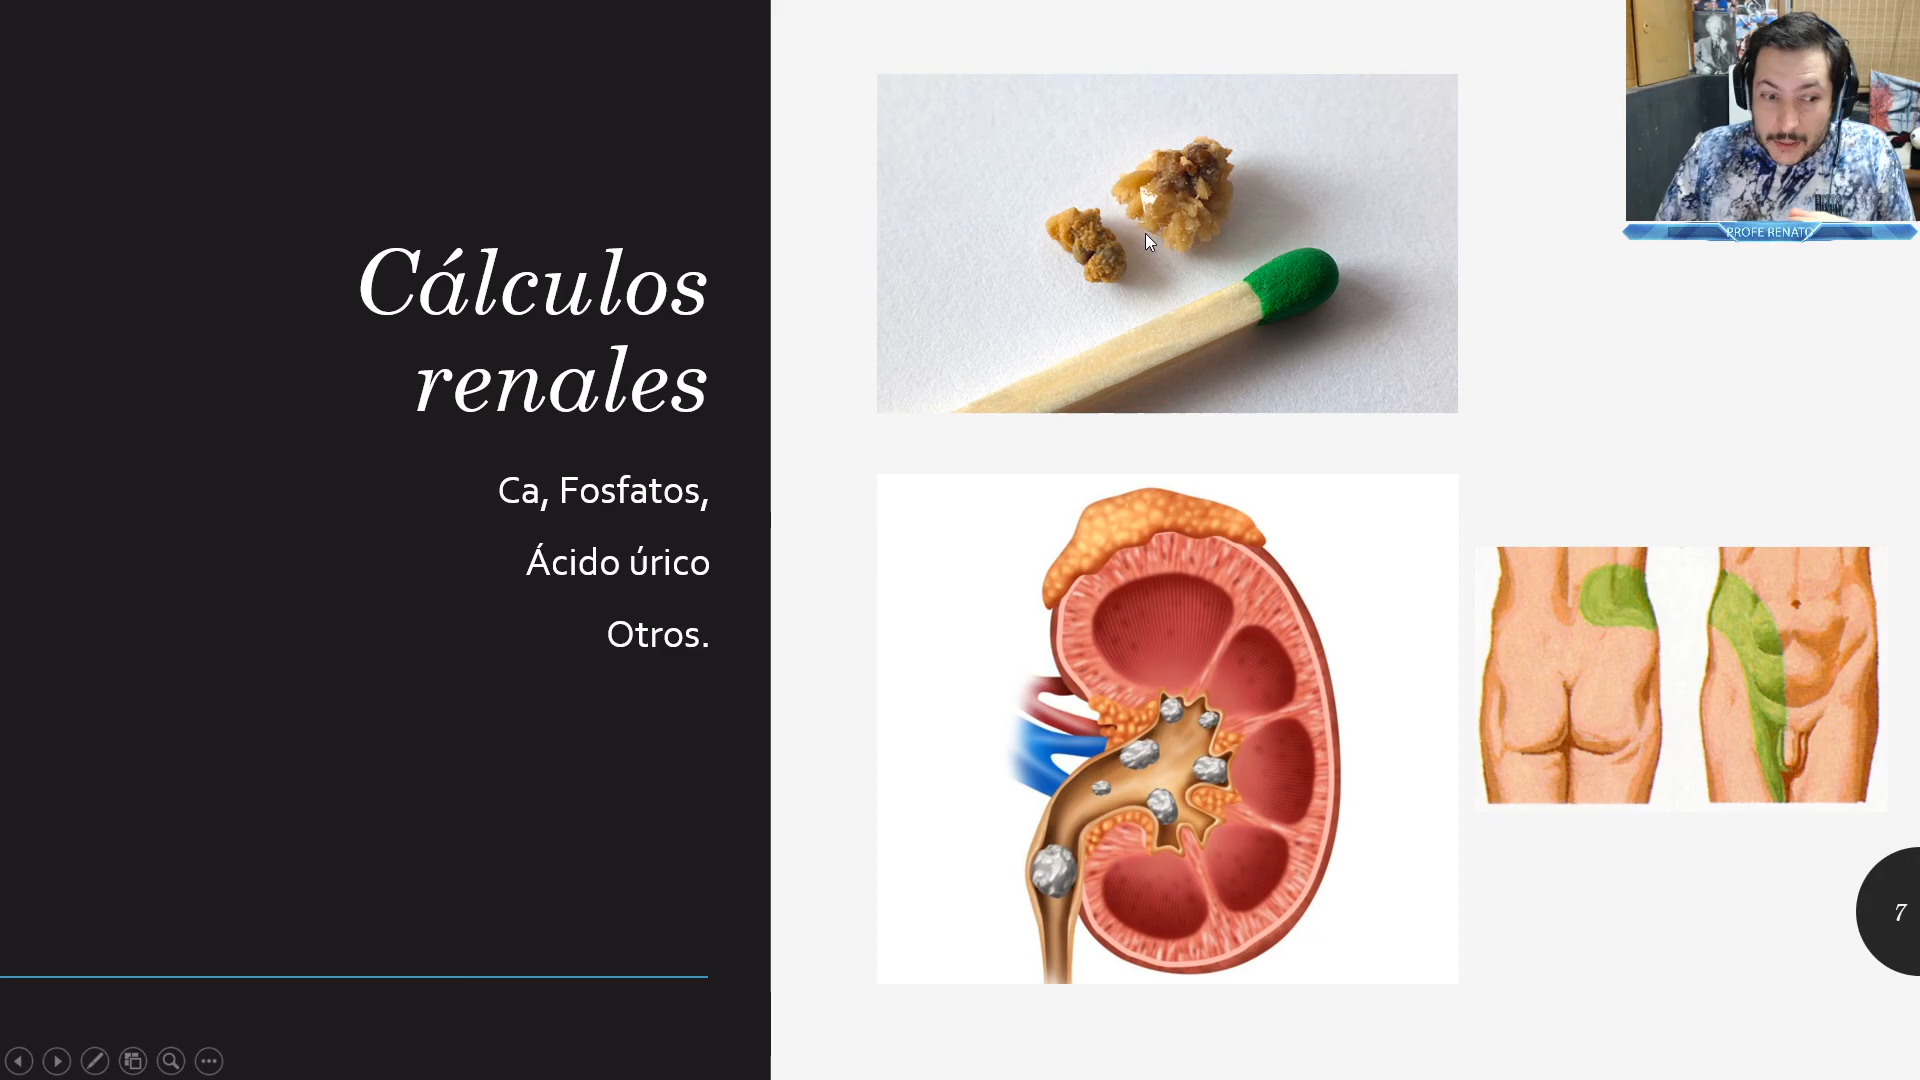 Cálculos
renales
Ca, Fosfatos,
Ácido úrico
Otros.
PROFE RENATO
7